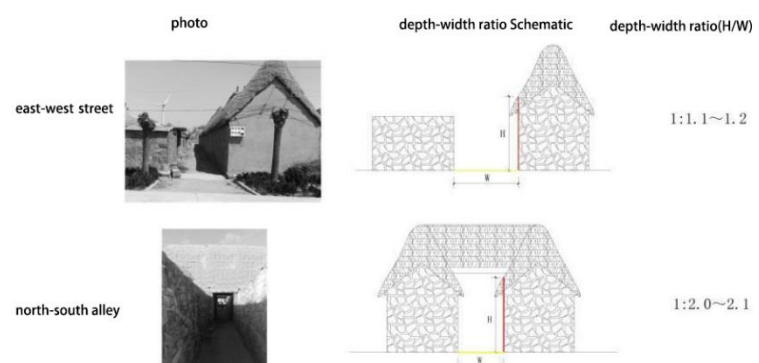 photo depth-width ratio Schematic depth-width ratio(H/W)
east-west street
H
W
1:1.1～1.2
north-south alley
H
W
1:2.0～2.1